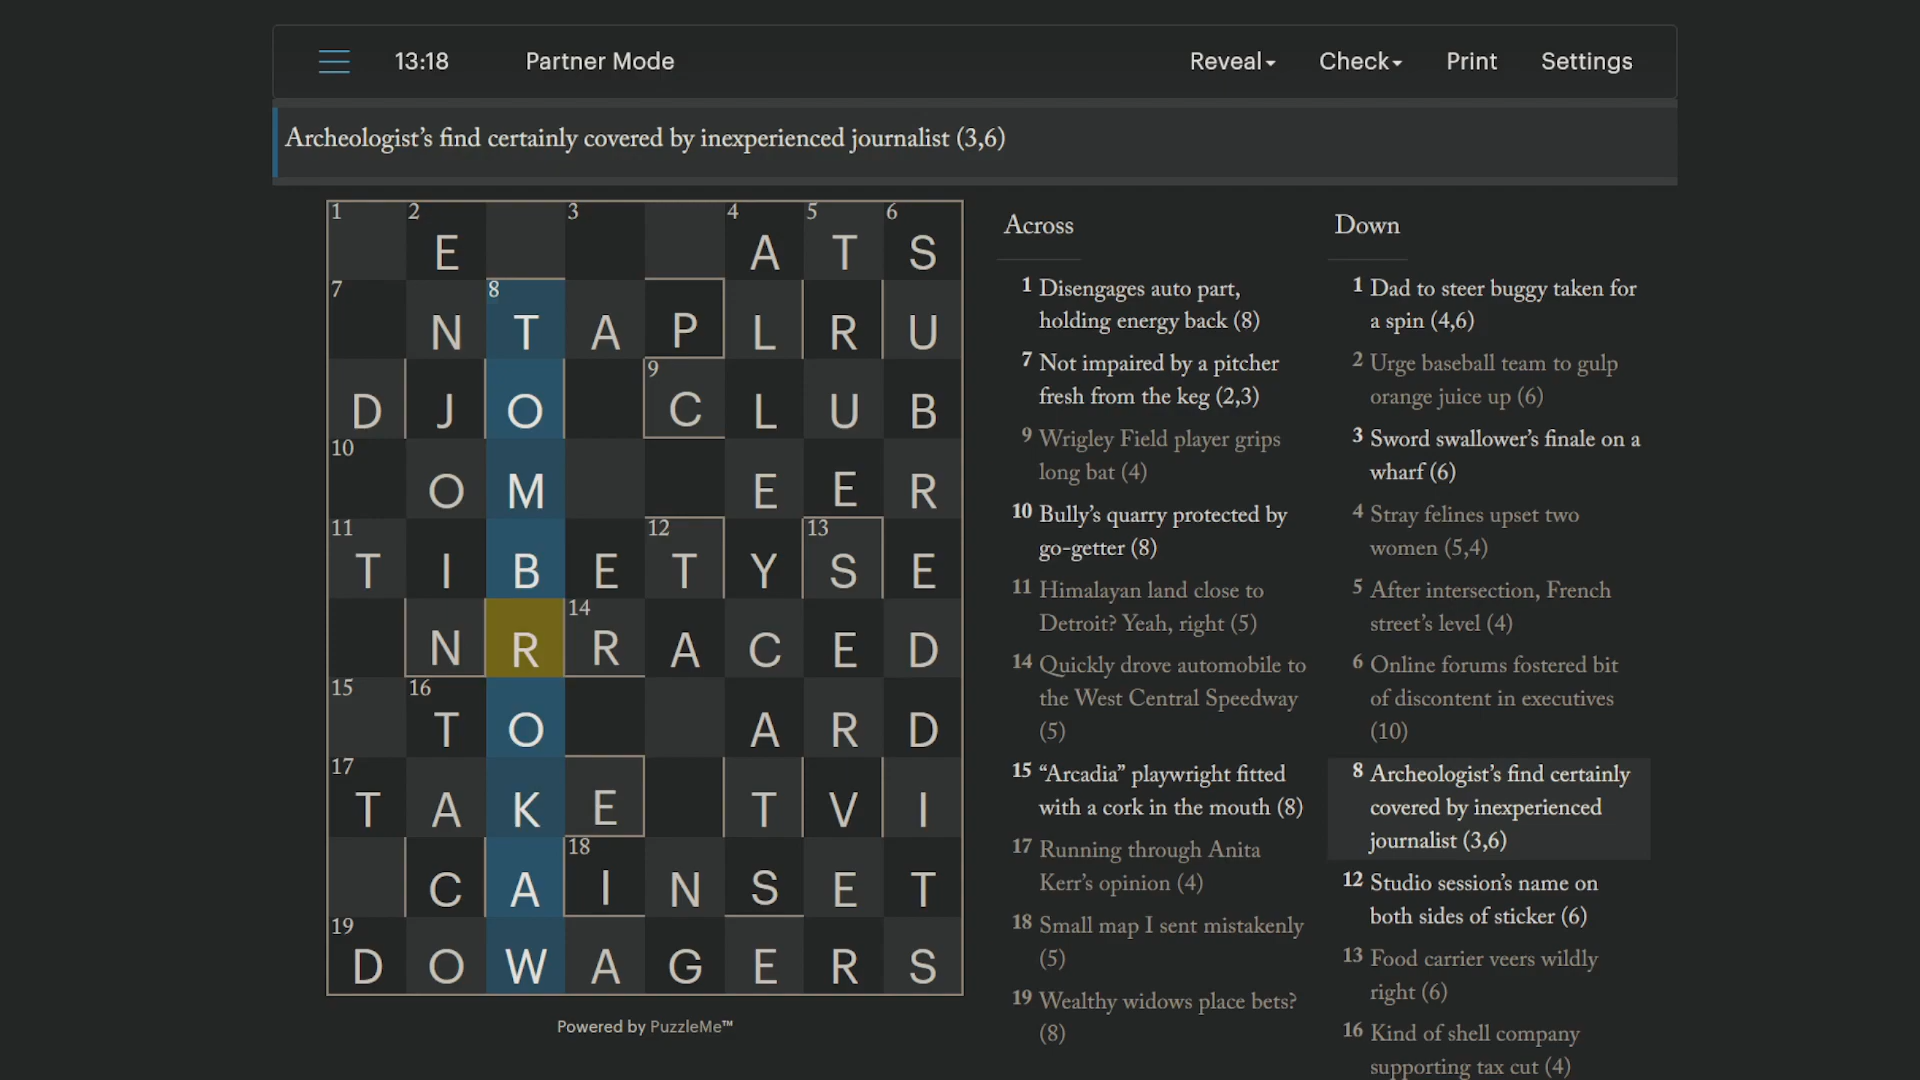 13:18
Partner Mode
Reveal
Check
Print
Settings
Archeologist’s find certainly covered by inexperienced journalist (3,6)
1 2 3 4 5 6
E A T S
7 8
N T A P L R U
9
D J O C L U B
10
O M E E R
11 12 13
T I B E T Y S E
14
N R R A C E D
15 16
T O A R D
17
T A K E T V I
18
C A I N S E T
19
D O W A G E R S
Powered by PuzzleMe™
Across
1 Disengages auto part,
holding energy back (8)
7 Not impaired by a pitcher
fresh from the keg (2,3)
9 Wrigley Field player grips
long bat (4)
10 Bully’s quarry protected by
go-getter (8)
11 Himalayan land close to
Detroit? Yeah, right (5)
14 Quickly drove automobile to
the West Central Speedway
(5)
15 “Arcadia” playwright fitted
with a cork in the mouth (8)
17 Running through Anita
Kerr’s opinion (4)
18 Small map I sent mistakenly
(5)
19 Wealthy widows place bets?
(8)
Down
1 Dad to steer buggy taken for
a spin (4,6)
2 Urge baseball team to gulp
orange juice up (6)
3 Sword swallower’s finale on a
wharf (6)
4 Stray felines upset two
women (5,4)
5 After intersection, French
street’s level (4)
6 Online forums fostered bit
of discontent in executives
(10)
8 Archeologist’s find certainly
covered by inexperienced
journalist (3,6)
12 Studio session’s name on
both sides of sticker (6)
13 Food carrier veers wildly
right (6)
16 Kind of shell company
supporting tax cut (4)